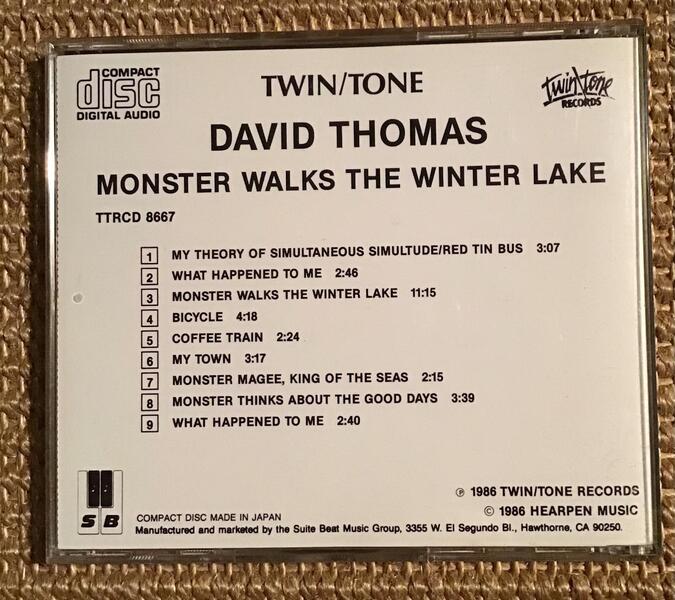 COMPACT
disc
DIGITAL AUDIO
TWIN/TONE
twin\tone
RECORDS
DAVID THOMAS
MONSTER WALKS THE WINTER LAKE
TTRCD 8667
1 MY THEORY OF SIMULTANEOUS SIMULTUDE/RED TIN BUS 3:07
2 WHAT HAPPENED TO ME 2:46
3 MONSTER WALKS THE WINTER LAKE 11:15
4 BICYCLE 4:18
5 COFFEE TRAIN 2:24
6 MY TOWN 3:17
7 MONSTER MAGEE, KING OF THE SEAS 2:15
8 MONSTER THINKS ABOUT THE GOOD DAYS 3:39
9 WHAT HAPPENED TO ME 2:40
℗ 1986 TWIN/TONE RECORDS
© 1986 HEARPEN MUSIC
S B
COMPACT DISC MADE IN JAPAN
Manufactured and marketed by the Suite Beat Music Group, 3355 W. El Segundo Bl., Hawthorne, CA 90250.